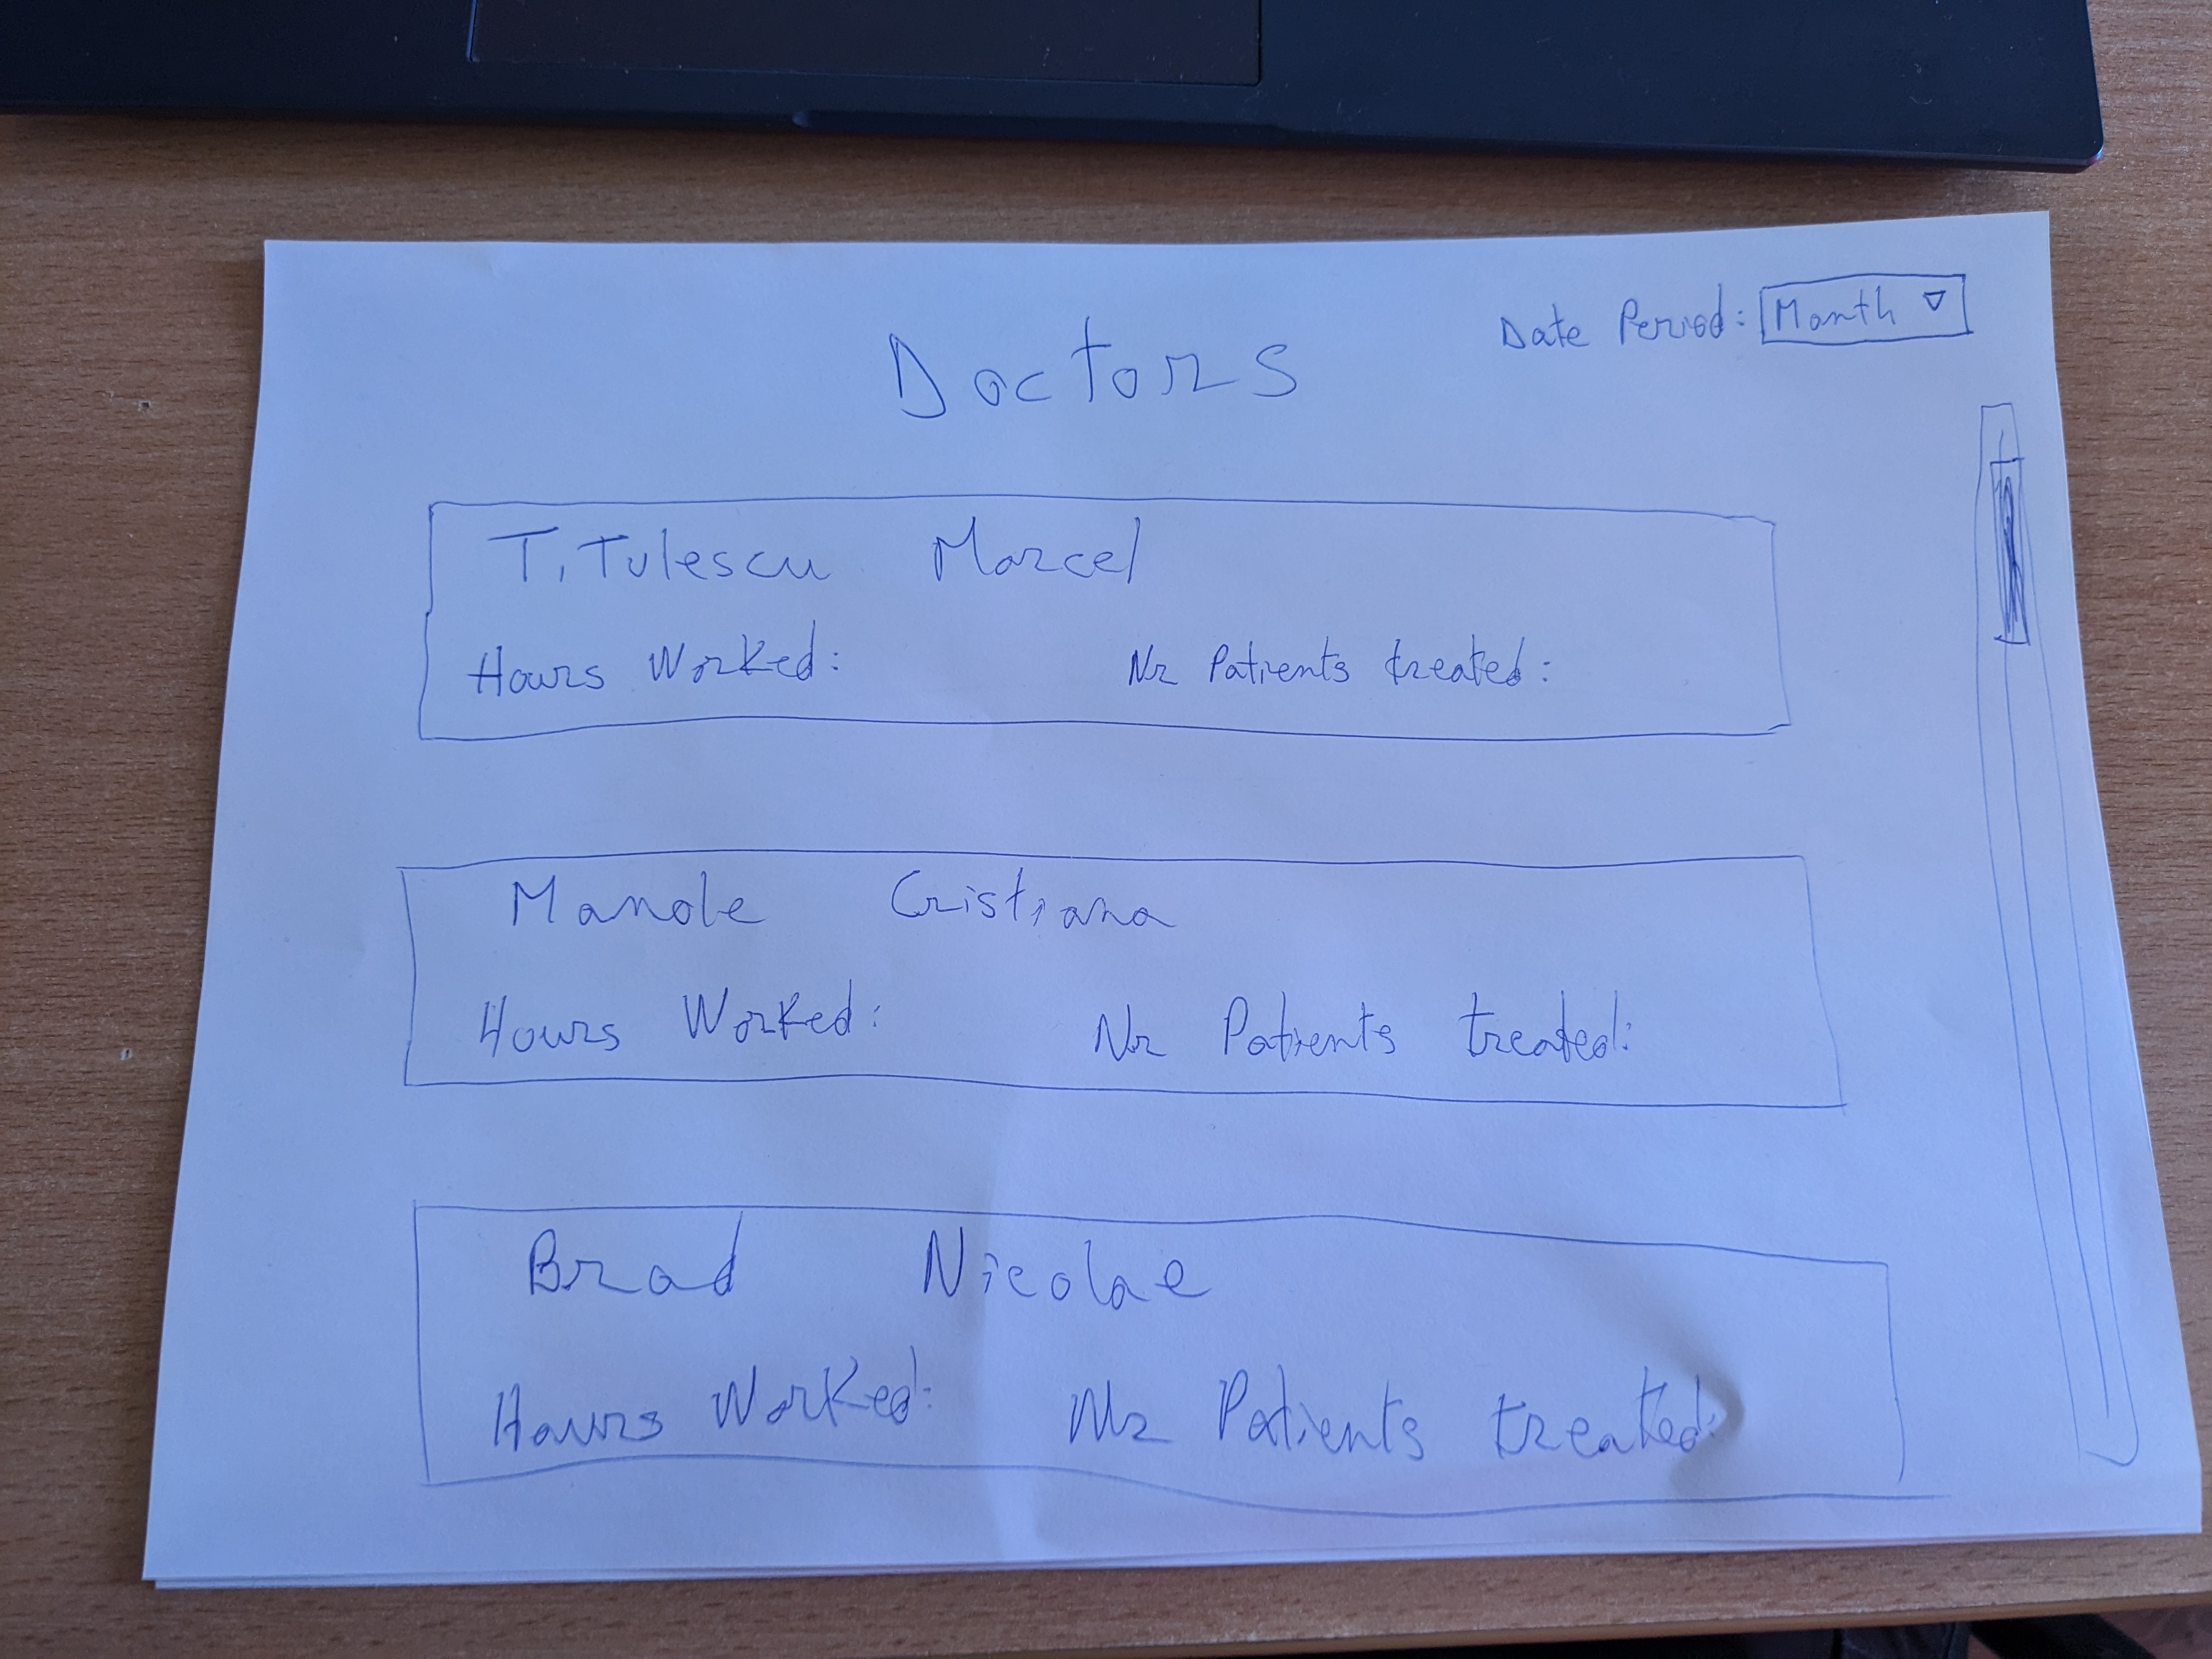 Date Period: Month
Doctors
Titulescu Marcel
Hours Worked: Nr Patients treated:
Manole Cristiana
Hours Worked: Nr Patients treated:
Brad Nicolae
Hours Worked: Nr Patients treated: